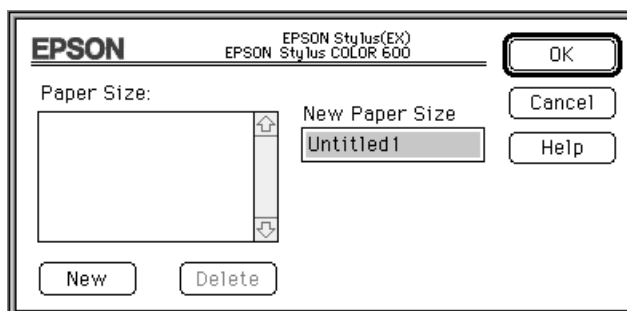 EPSON
EPSON Stylus(EX)
EPSON Stylus COLOR 600
OK
Paper Size:
Cancel
New Paper Size
Untitled1
Help
New
Delete